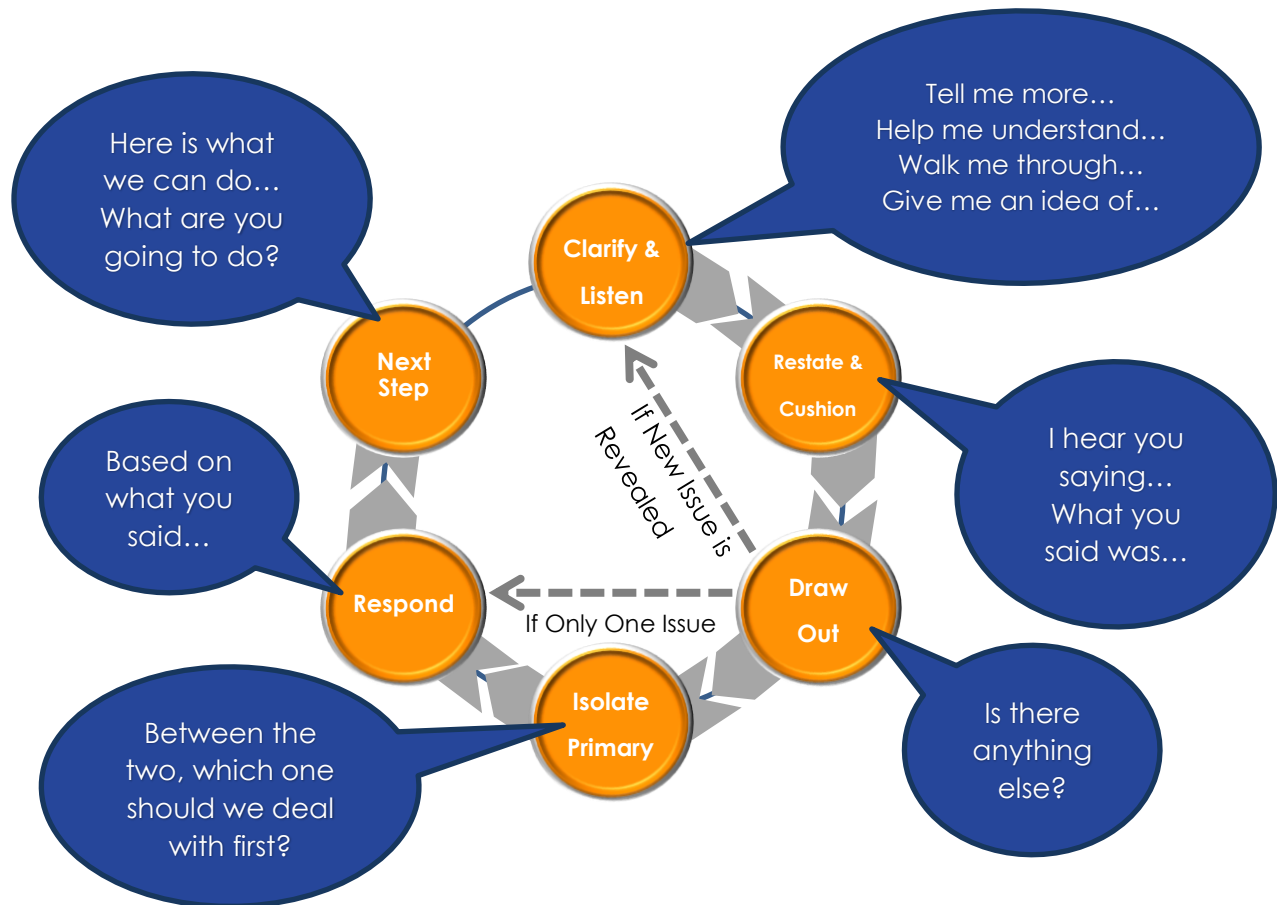 Tell me more…
Help me understand…
Walk me through…
Give me an idea of…
Here is what
we can do…
What are you
going to do?
Clarify &
Listen
Restate &
Cushion
Next
Step
I hear you
saying…
What you
said was…
If New Issue is
Revealed
Based on
what you
said…
Respond
If Only One Issue
Draw
Out
Isolate
Primary
Is there
anything
else?
Between the
two, which one
should we deal
with first?